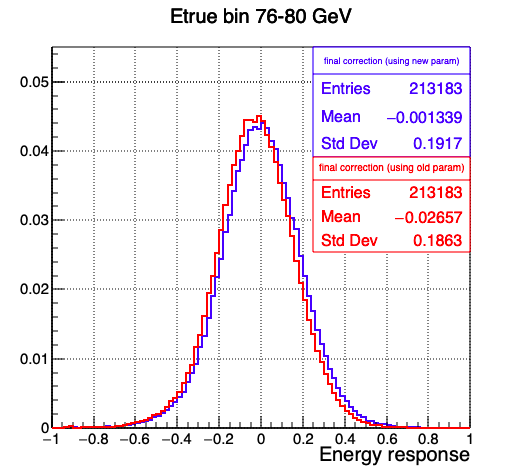 Etrue bin 76-80 GeV
final correction (using new param)
Entries 213183
Mean −0.001339
Std Dev 0.1917
final correction (using old param)
Entries 213183
Mean −0.02657
Std Dev 0.1863
0.05
0.04
0.03
0.02
0.01
0
−1 −0.8 −0.6 −0.4 −0.2 0 0.2 0.4 0.6 0.8 1
Energy response